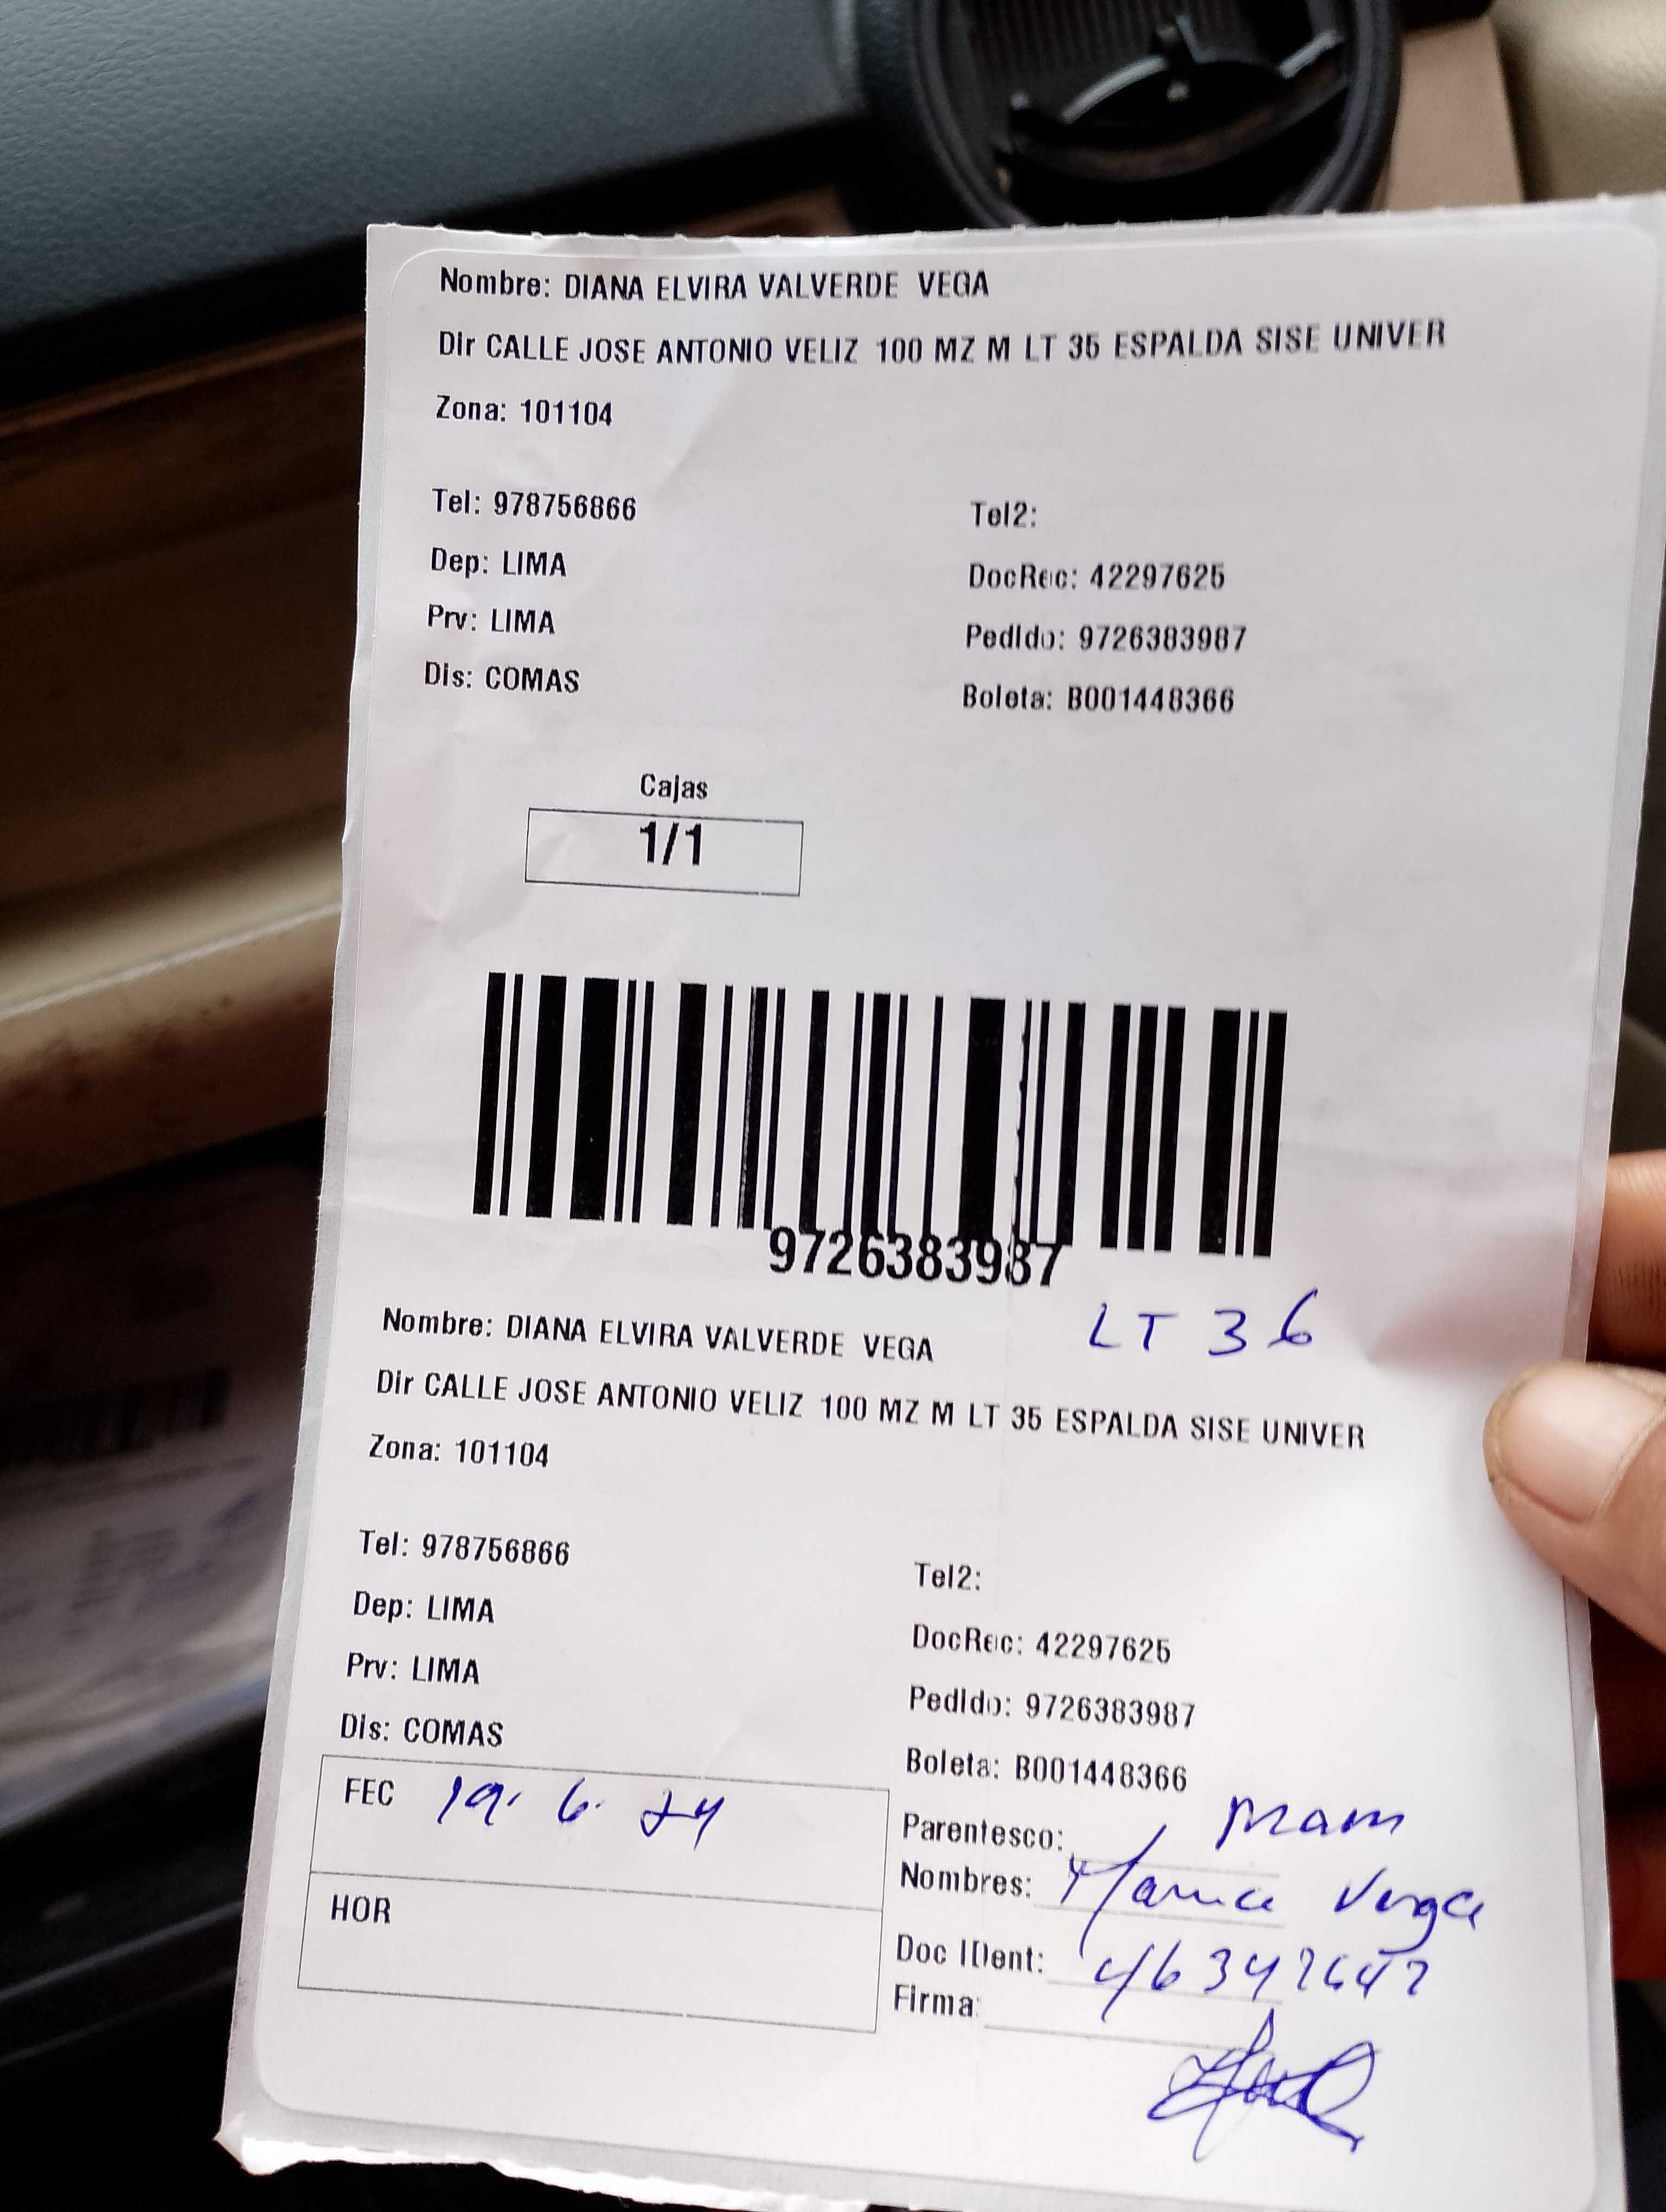 Nombre: DIANA ELVIRA VALVERDE VEGA
Dir CALLE JOSE ANTONIO VELIZ 100 MZ M LT 35 ESPALDA SISE UNIVER
Zona: 101104
Tel: 978756866
Tel2:
Dep: LIMA
DocRec: 42297625
Prv: LIMA
Pedido: 9726383987
Dis: COMAS
Boleta: B001448366
Cajas
1/1
9726383987
LT 36
Nombre: DIANA ELVIRA VALVERDE VEGA
Dir CALLE JOSE ANTONIO VELIZ 100 MZ M LT 35 ESPALDA SISE UNIVER
Zona: 101104
Tel: 978756866
Tel2:
Dep: LIMA
DocRec: 42297625
Prv: LIMA
Pedido: 9726383987
Dis: COMAS
Boleta: B001448366
FEC 19. 6. 24
Parentesco:
Nombres:
HOR
Doc IDent:
Firma: